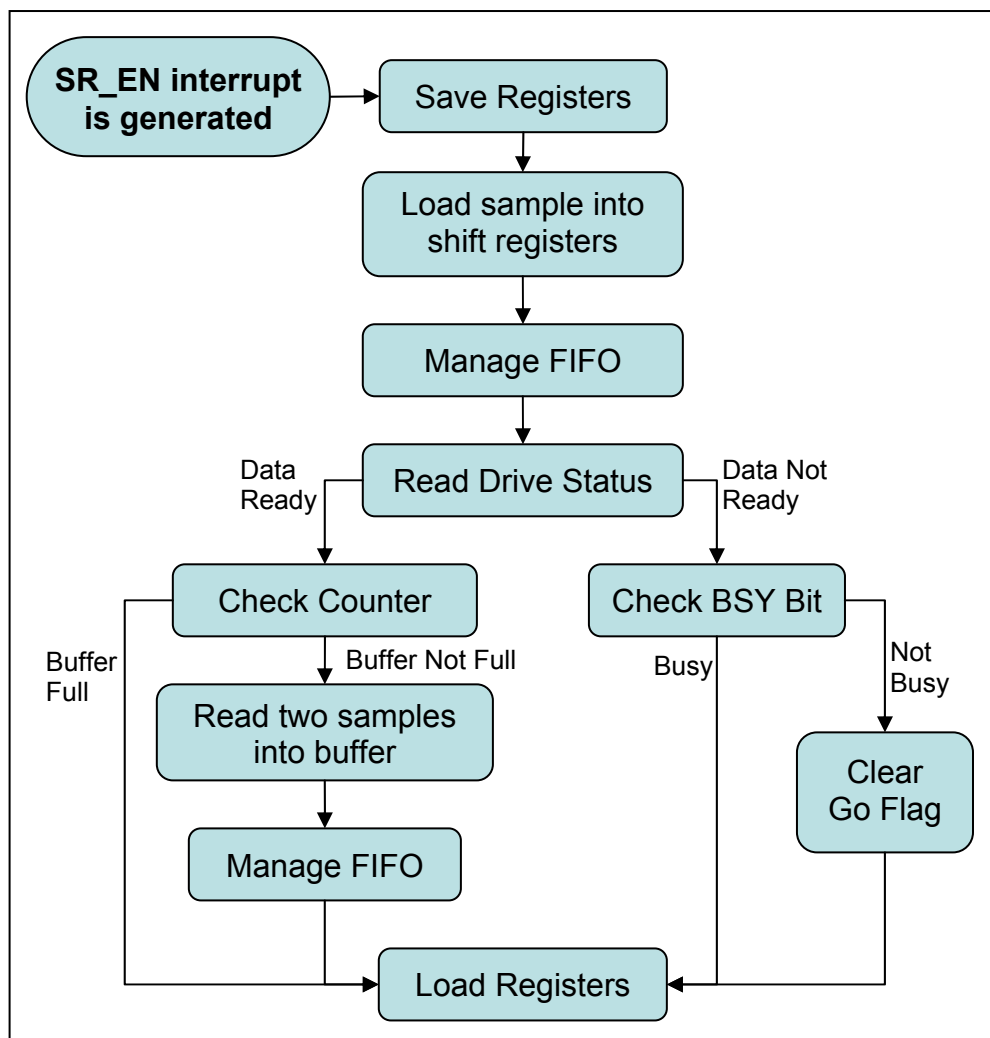 SR_EN interrupt
is generated
Save Registers
Load sample into
shift registers
Manage FIFO
Read Drive Status
Data
Ready
Data Not
Ready
Check Counter
Check BSY Bit
Buffer
Full
Buffer Not Full
Busy
Not
Busy
Read two samples
into buffer
Clear
Go Flag
Manage FIFO
Load Registers